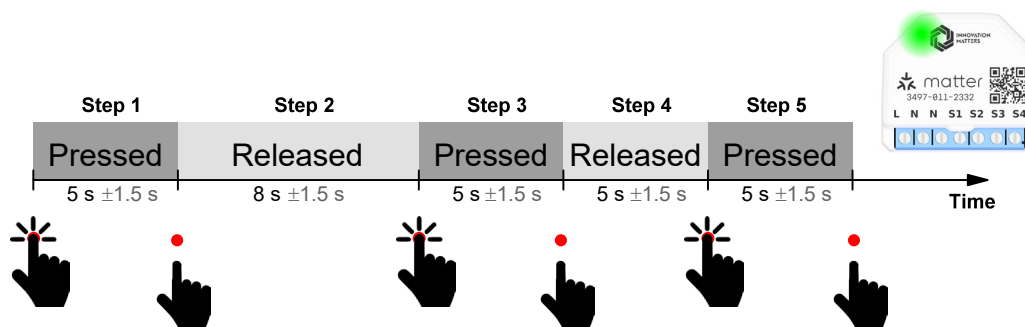 INNOVATION
MATTERS
matter
3497-011-2332
L N N S1 S2 S3 S4
Step 1
Step 2
Step 3
Step 4
Step 5
Pressed
Released
Pressed
Released
Pressed
5 s ±1.5 s
8 s ±1.5 s
5 s ±1.5 s
5 s ±1.5 s
5 s ±1.5 s
Time